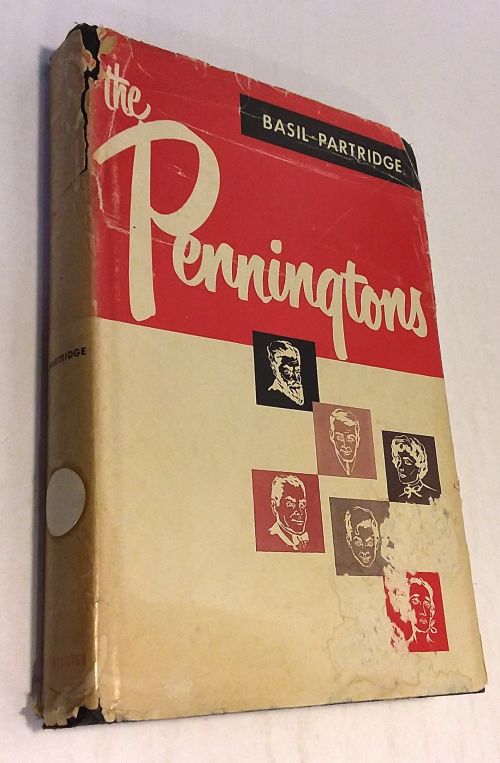 the
BASIL PARTRIDGE
Penningtons
PARTRIDGE